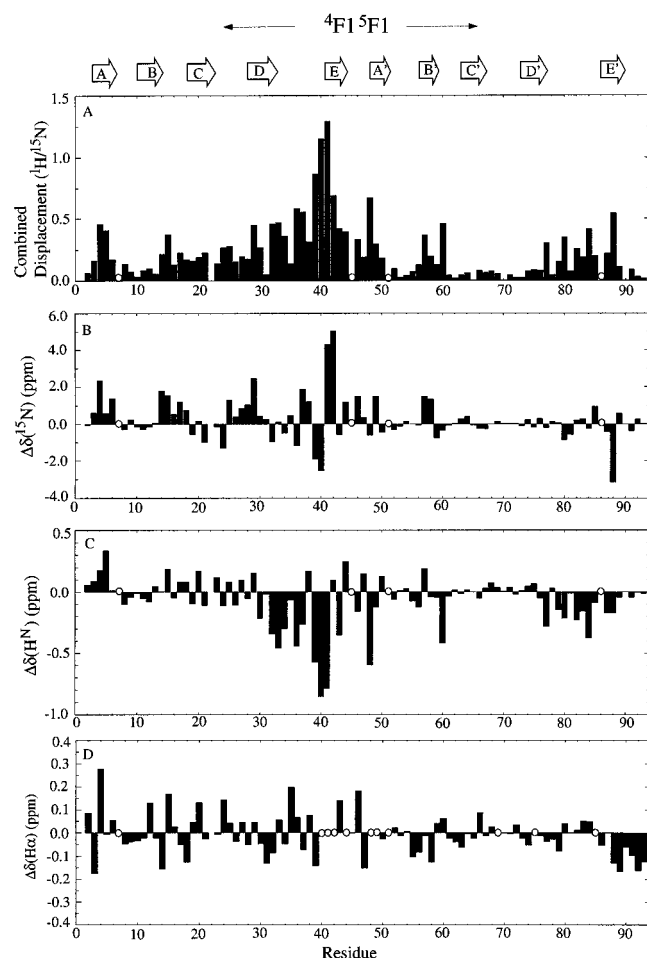 ⁴F1⁵F1
A B C D E A' B' C' D' E'
A
Combined
Displacement (¹H/¹⁵N)
1.5
1.0
0.5
0.0
0 10 20 30 40 50 60 70 80 90
B
Δδ(¹⁵N) (ppm)
6.0
4.0
2.0
0.0
-2.0
-4.0
0 10 20 30 40 50 60 70 80 90
C
Δδ(Hᴺ) (ppm)
0.5
0.0
-0.5
-1.0
0 10 20 30 40 50 60 70 80 90
D
Δδ(Hα) (ppm)
0.4
0.3
0.2
0.1
0.0
-0.1
-0.2
-0.3
-0.4
0 10 20 30 40 50 60 70 80 90
Residue